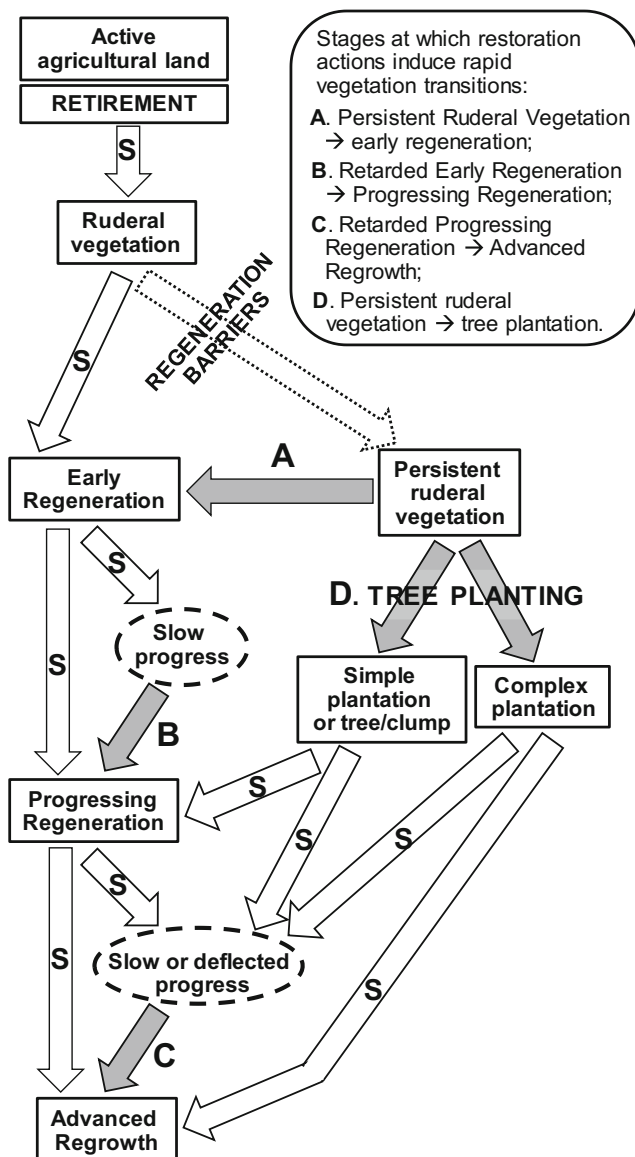 Active
agricultural land
RETIREMENT
S
Ruderal
vegetation
Stages at which restoration
actions induce rapid
vegetation transitions:
A. Persistent Ruderal Vegetation
→ early regeneration;
B. Retarded Early Regeneration
→ Progressing Regeneration;
C. Retarded Progressing
Regeneration → Advanced
Regrowth;
D. Persistent ruderal
vegetation → tree plantation.
REGENERATION
BARRIERS
S
Early
Regeneration
A
Persistent
ruderal
vegetation
S
S
Slow
progress
B
D. TREE PLANTING
Simple
plantation
or tree/clump
Complex
plantation
Progressing
Regeneration
S
S
S
S
S
Slow or deflected
progress
S
C
Advanced
Regrowth